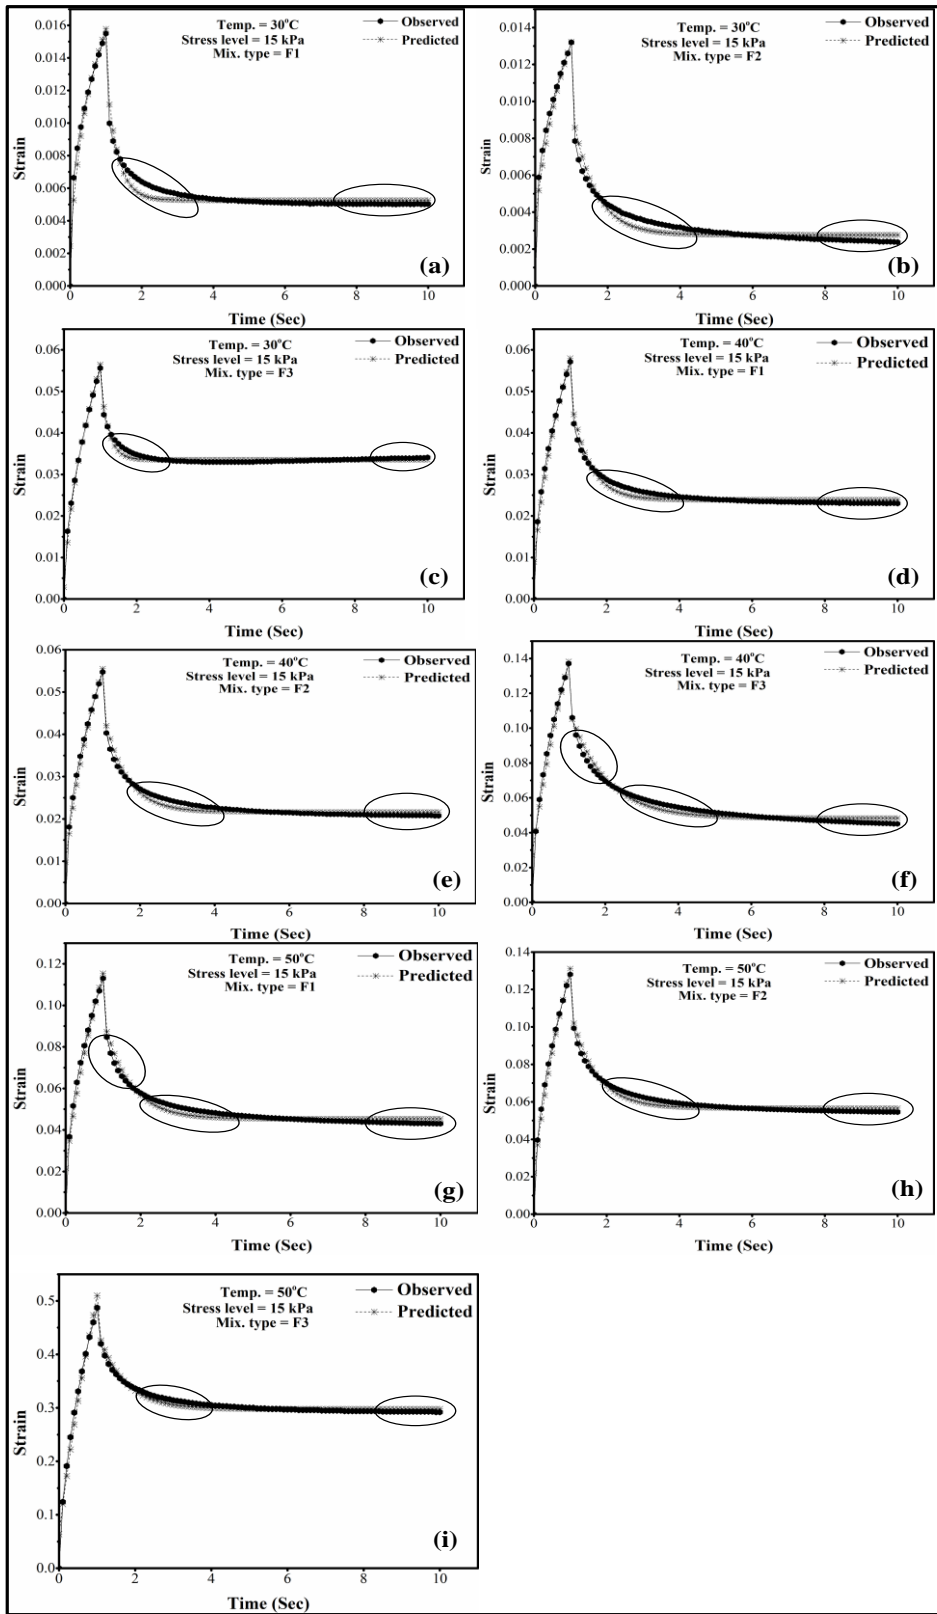 Temp. = 30°C
Stress level = 15 kPa
Mix. type = F1
Observed
Predicted
0.016
0.014
0.012
0.010
0.008
0.006
0.004
0.002
0.000
Strain
0 2 4 6 8 10
Time (Sec)
(a)
Temp. = 30°C
Stress level = 15 kPa
Mix. type = F2
Observed
Predicted
0.014
0.012
0.010
0.008
0.006
0.004
0.002
0.000
Strain
0 2 4 6 8 10
Time (Sec)
(b)
Temp. = 30°C
Stress level = 15 kPa
Mix. type = F3
Observed
Predicted
0.06
0.05
0.04
0.03
0.02
0.01
0.00
Strain
0 2 4 6 8 10
Time (Sec)
(c)
Temp. = 40°C
Stress level = 15 kPa
Mix. type = F1
Observed
Predicted
0.06
0.05
0.04
0.03
0.02
0.01
0.00
Strain
0 2 4 6 8 10
Time (Sec)
(d)
Temp. = 40°C
Stress level = 15 kPa
Mix. type = F2
Observed
Predicted
0.06
0.05
0.04
0.03
0.02
0.01
0.00
Strain
0 2 4 6 8 10
Time (Sec)
(e)
Temp. = 40°C
Stress level = 15 kPa
Mix. type = F3
Observed
Predicted
0.14
0.12
0.10
0.08
0.06
0.04
0.02
0.00
Strain
0 2 4 6 8 10
Time (Sec)
(f)
Temp. = 50°C
Stress level = 15 kPa
Mix. type = F1
Observed
Predicted
0.12
0.10
0.08
0.06
0.04
0.02
0.00
Strain
0 2 4 6 8 10
Time (Sec)
(g)
Temp. = 50°C
Stress level = 15 kPa
Mix. type = F2
Observed
Predicted
0.14
0.12
0.10
0.08
0.06
0.04
0.02
0.00
Strain
0 2 4 6 8 10
Time (Sec)
(h)
Temp. = 50°C
Stress level = 15 kPa
Mix. type = F3
Observed
Predicted
0.5
0.4
0.3
0.2
0.1
0.0
Strain
0 2 4 6 8 10
Time (Sec)
(i)